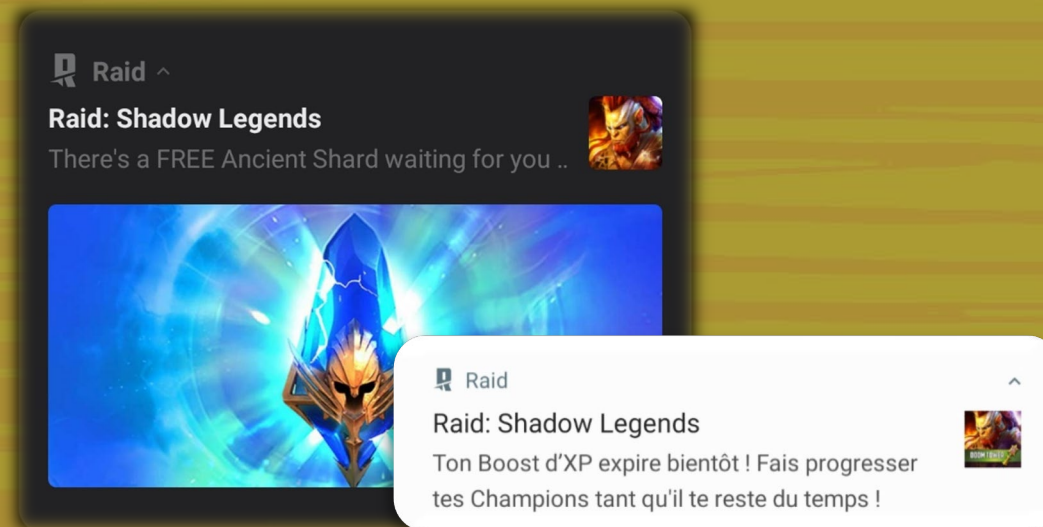 Raid
Raid: Shadow Legends
There's a FREE Ancient Shard waiting for you ..
Raid
Raid: Shadow Legends
Ton Boost d’XP expire bientôt ! Fais progresser
tes Champions tant qu'il te reste du temps !